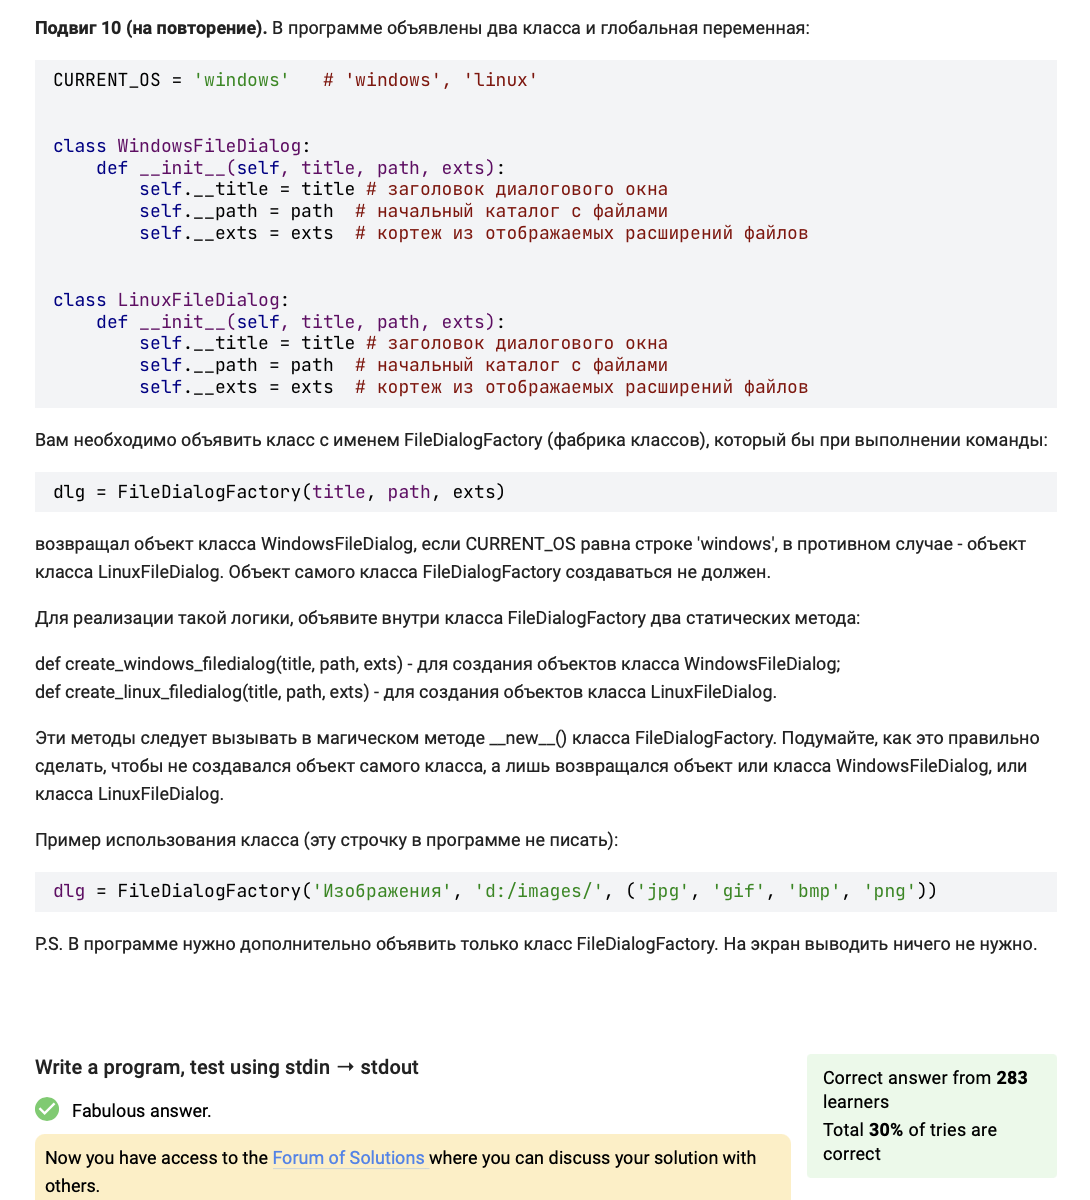 Подвиг 10 (на повторение). В программе объявлены два класса и глобальная переменная:
CURRENT_OS = 'windows'   # 'windows', 'linux'
class WindowsFileDialog:
    def __init__(self, title, path, exts):
        self.__title = title # заголовок диалогового окна
        self.__path = path  # начальный каталог с файлами
        self.__exts = exts  # кортеж из отображаемых расширений файлов
class LinuxFileDialog:
    def __init__(self, title, path, exts):
        self.__title = title # заголовок диалогового окна
        self.__path = path  # начальный каталог с файлами
        self.__exts = exts  # кортеж из отображаемых расширений файлов
Вам необходимо объявить класс с именем FileDialogFactory (фабрика классов), который бы при выполнении команды:
dlg = FileDialogFactory(title, path, exts)
возвращал объект класса WindowsFileDialog, если CURRENT_OS равна строке 'windows', в противном случае - объект
класса LinuxFileDialog. Объект самого класса FileDialogFactory создаваться не должен.
Для реализации такой логики, объявите внутри класса FileDialogFactory два статических метода:
def create_windows_filedialog(title, path, exts) - для создания объектов класса WindowsFileDialog;
def create_linux_filedialog(title, path, exts) - для создания объектов класса LinuxFileDialog.
Эти методы следует вызывать в магическом методе __new__() класса FileDialogFactory. Подумайте, как это правильно
сделать, чтобы не создавался объект самого класса, а лишь возвращался объект или класса WindowsFileDialog, или
класса LinuxFileDialog.
Пример использования класса (эту строчку в программе не писать):
dlg = FileDialogFactory('Изображения', 'd:/images/', ('jpg', 'gif', 'bmp', 'png'))
P.S. В программе нужно дополнительно объявить только класс FileDialogFactory. На экран выводить ничего не нужно.
Write a program, test using stdin → stdout
Fabulous answer.
Now you have access to the Forum of Solutions where you can discuss your solution with
others.
Correct answer from 283
learners
Total 30% of tries are
correct